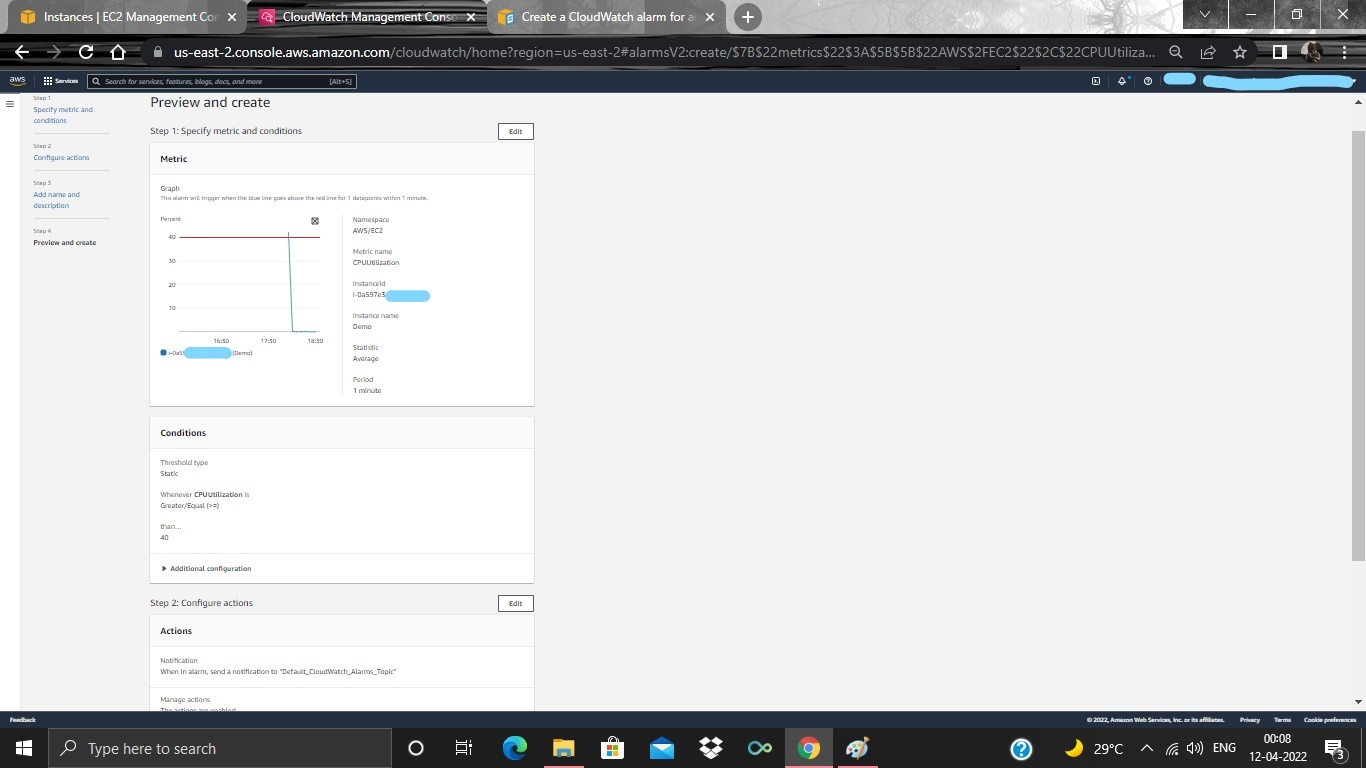 Instances | EC2 Management Cor
CloudWatch Management Conso
Create a CloudWatch alarm for a
us-east-2.console.aws.amazon.com/cloudwatch/home?region=us-east-2#alarmsV2:create/$7B$22metrics$22$3A$5B$5B$22AWS$2FEC2$22$2C$22CPUUtiliza...
aws
Services
Search for services, features, blogs, docs, and more
[Alt+S]
Step 1
Specify metric and
conditions
Step 2
Configure actions
Step 3
Add name and
description
Step 4
Preview and create
Preview and create
Step 1: Specify metric and conditions
Edit
Metric
Graph
This alarm will trigger when the blue line goes above the red line for 1 datapoints within 1 minute.
Percent
40
30
20
10
16:30
17:30
18:30
i-0a59
(Demo)
Namespace
AWS/EC2
Metric name
CPUUtilization
InstanceId
i-0a597e3
Instance name
Demo
Statistic
Average
Period
1 minute
Conditions
Threshold type
Static
Whenever CPUUtilization is
Greater/Equal (>=)
than...
40
Additional configuration
Step 2: Configure actions
Edit
Actions
Notification
When in alarm, send a notification to "Default_CloudWatch_Alarms_Topic"
Manage actions
The actions are enabled
Feedback
© 2022, Amazon Web Services, Inc. or its affiliates.
Privacy
Terms
Cookie preferences
Type here to search
29°C
ENG
00:08
12-04-2022
3